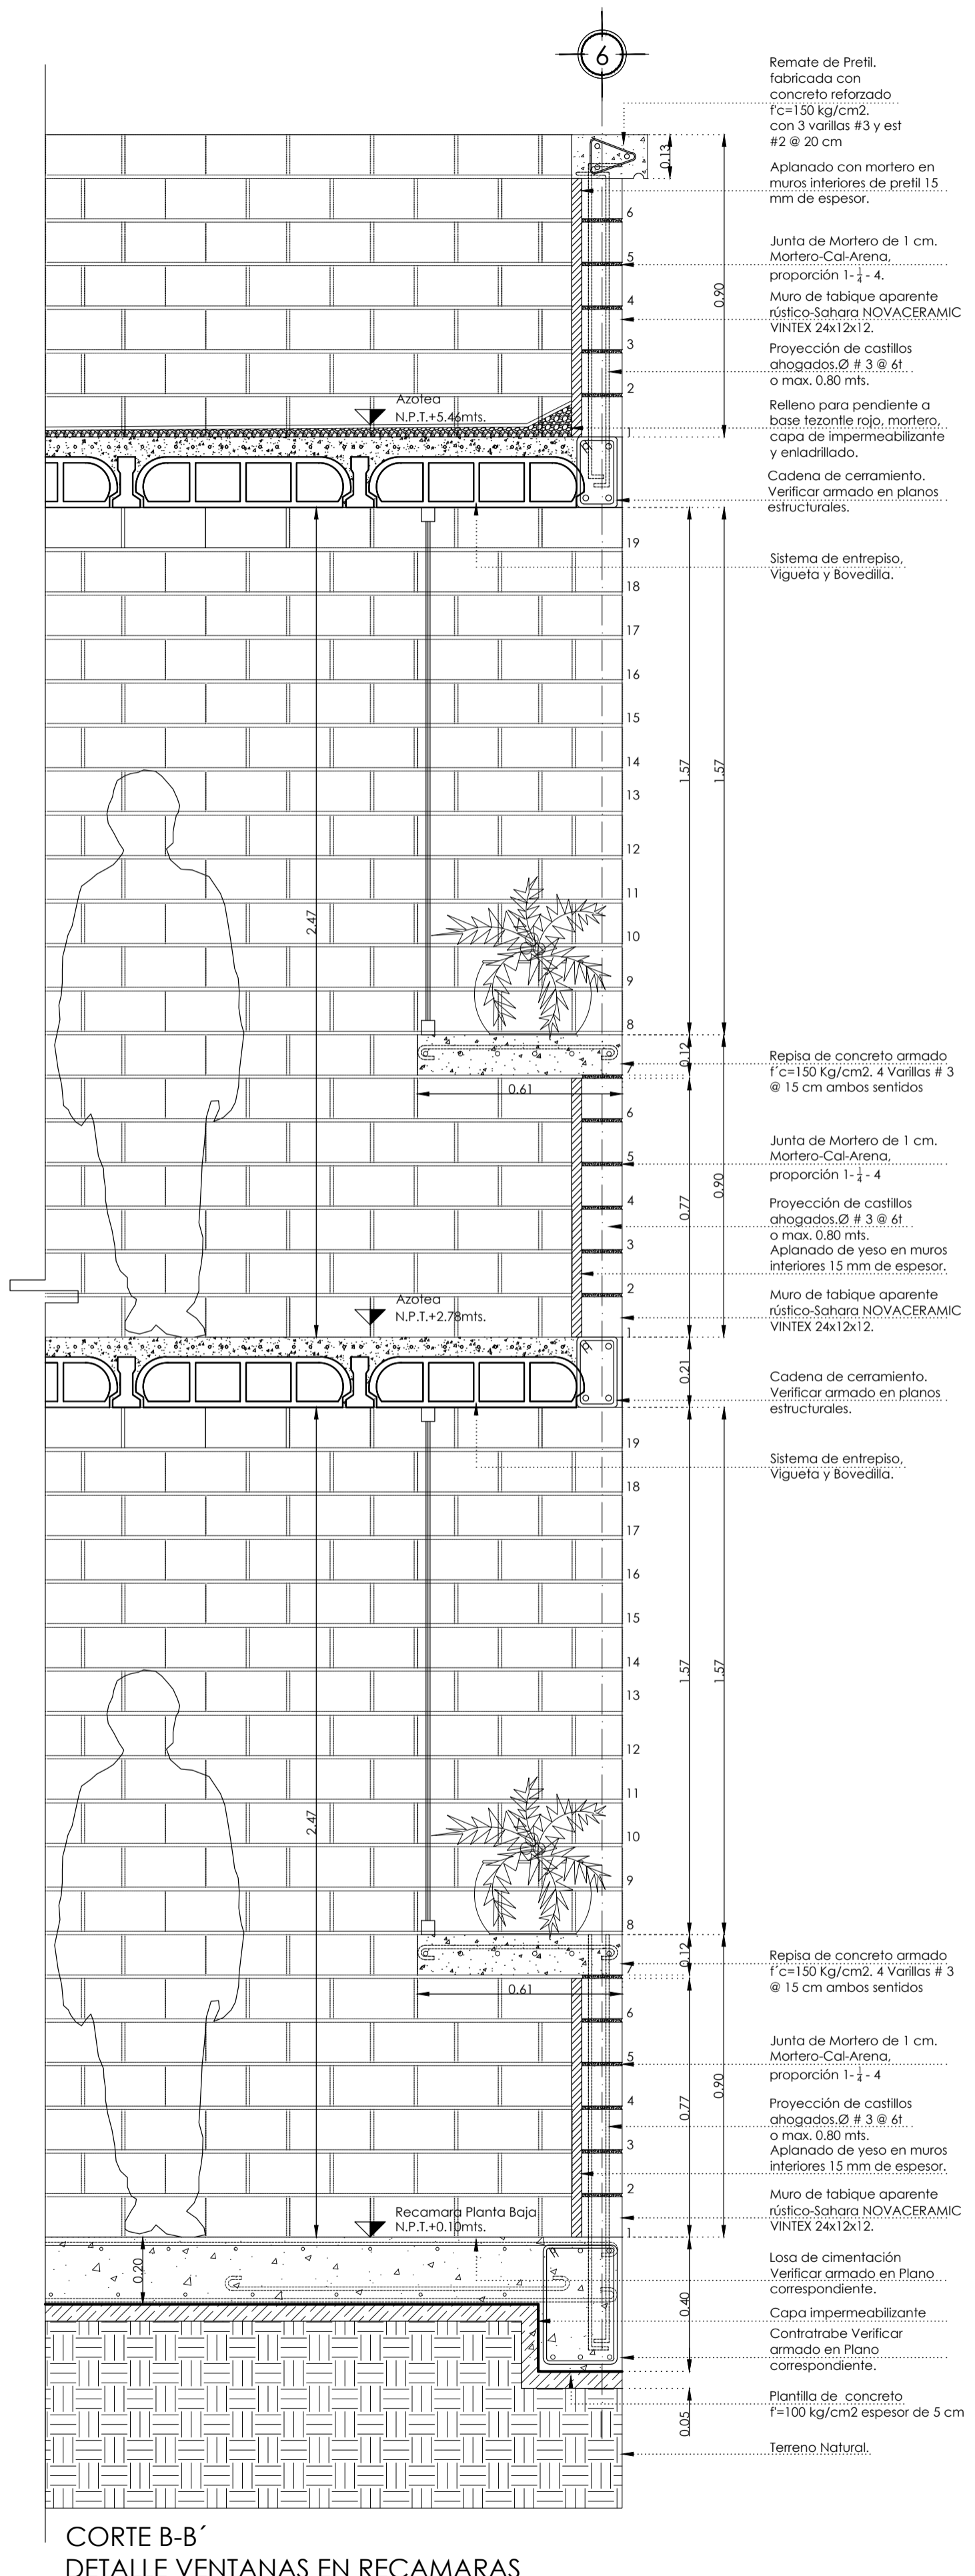 6
Remate de Pretil.
fabricada con
concreto reforzado
f'c=150 kg/cm2.
con 3 varillas #3 y est
#2 @ 20 cm
0.13
Aplanado con mortero en
muros interiores de pretil 15
mm de espesor.
6
Junta de Mortero de 1 cm.
Mortero-Cal-Arena,
proporción 1-¼- 4.
5
0.90
Muro de tabique aparente
rústico-Sahara NOVACERAMIC
VINTEX 24x12x12.
4
3
Proyección de castillos
ahogados.Ø # 3 @ 6t
o max. 0.80 mts.
2
Azotea
N.P.T.+5.46mts.
Relleno para pendiente a
base tezontle rojo, mortero,
capa de impermeabilizante
y enladrillado.
1
Cadena de cerramiento.
Verificar armado en planos
estructurales.
19
Sistema de entrepiso,
Vigueta y Bovedilla.
18
17
16
15
14
1.57
1.57
13
12
11
2.47
10
9
8
0.12
Repisa de concreto armado
f´c=150 Kg/cm2. 4 Varillas # 3
@ 15 cm ambos sentidos
7
0.61
6
Junta de Mortero de 1 cm.
Mortero-Cal-Arena,
proporción 1-¼ - 4
5
0.90
0.77
4
Proyección de castillos
ahogados.Ø # 3 @ 6t
o max. 0.80 mts.
3
Aplanado de yeso en muros
interiores 15 mm de espesor.
2
Azotea
N.P.T.+2.78mts.
Muro de tabique aparente
rústico-Sahara NOVACERAMIC
VINTEX 24x12x12.
1
0.21
Cadena de cerramiento.
Verificar armado en planos
estructurales.
19
Sistema de entrepiso,
Vigueta y Bovedilla.
18
17
16
15
14
1.57
1.57
13
12
11
2.47
10
9
8
0.12
Repisa de concreto armado
f´c=150 Kg/cm2. 4 Varillas # 3
@ 15 cm ambos sentidos
7
0.61
6
Junta de Mortero de 1 cm.
Mortero-Cal-Arena,
proporción 1-¼ - 4
5
0.90
0.77
4
Proyección de castillos
ahogados.Ø # 3 @ 6t
o max. 0.80 mts.
3
Aplanado de yeso en muros
interiores 15 mm de espesor.
2
Recamara Planta Baja
N.P.T.+0.10mts.
Muro de tabique aparente
rústico-Sahara NOVACERAMIC
VINTEX 24x12x12.
1
0.20
Losa de cimentación
Verificar armado en Plano
correspondiente.
0.40
Capa impermeabilizante
Contratrabe Verificar
armado en Plano
correspondiente.
0.05
Plantilla de concreto
f'=100 kg/cm2 espesor de 5 cm
Terreno Natural.
CORTE B-B´
DETALLE VENTANAS EN RECAMARAS